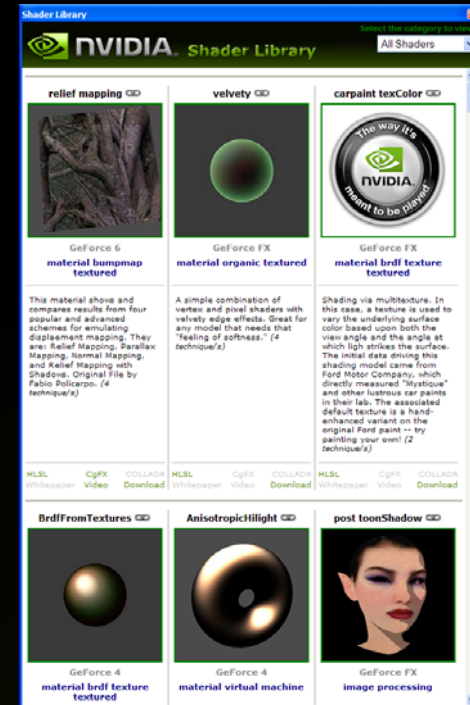 Shader Library
Select the category to view
NVIDIA. Shader Library
All Shaders
relief mapping
GeForce 6
material bumpmap
textured
This material shows and
compares results from four
popular and advanced
schemes for emulating
displaement mapping. They
are: Relief Mapping, Parallax
Mapping, Normal Mapping,
and Relief Mapping with
Shadows. Original File by
Fabio Policarpo. (4
technique/s)
HLSL CgFX COLLADA
Whitepaper Video Download
velvety
GeForce FX
material organic textured
A simple combination of
vertex and pixel shaders with
velvety edge effects. Great for
any model that needs that
"feeling of softness." (4
technique/s)
HLSL CgFX COLLADA
Whitepaper Video Download
carpaint texColor
The way it's
NVIDIA.
meant to be played
GeForce FX
material brdf texture
textured
Shading via multitexture. In
this case, a texture is used to
vary the underlying surface
color based upon both the
view angle and the angle at
which ligh strikes the surface.
The initial data driving this
shading model came from
Ford Motor Company, which
directly measured "Mystique"
and other lustrous car paints
in their lab. The associated
default texture is a hand-
enhanced variant on the
original Ford paint -- try
painting your own! (2
technique/s)
HLSL CgFX COLLADA
Whitepaper Video Download
BrdfFromTextures
GeForce 4
material brdf texture
textured
AnisotropicHilight
GeForce 4
material virtual machine
post toonShadow
GeForce FX
image processing